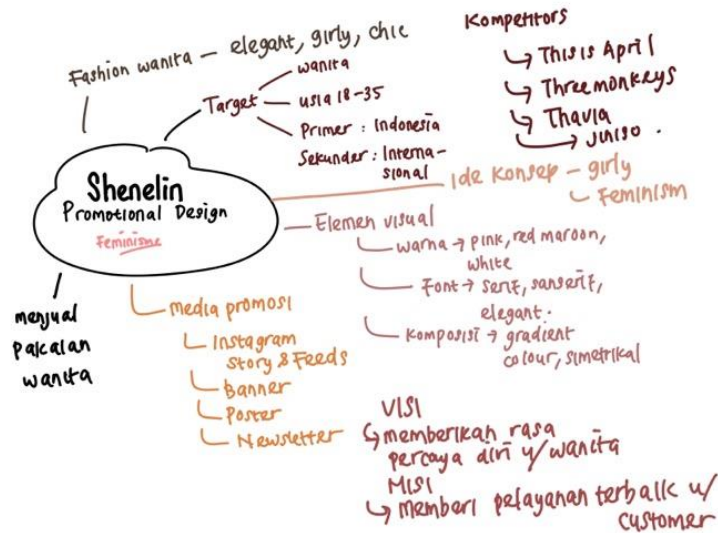 Fashion wanita – elegant, girly, chic
Target
wanita
usia 18-35
Primer : Indonesia
Sekunder : Interna-
sional
Kompetitors
This is April
Threemonkeys
Thavia
Juniso.
Shenelin
Promotional Design
Feminisme
Ide Konsep – girly
Feminism
Elemen visual
warna → pink, red maroon,
white
Font → serif, sanserif,
elegant.
Komposisi → gradient
colour, simetrikal
menjual
pakaian
wanita
media promosi
Instagram
Story & Feeds
Banner
Poster
Newsletter
VISI
memberikan rasa
percaya diri u/ wanita
MISI
memberi pelayanan terbaik u/
customer